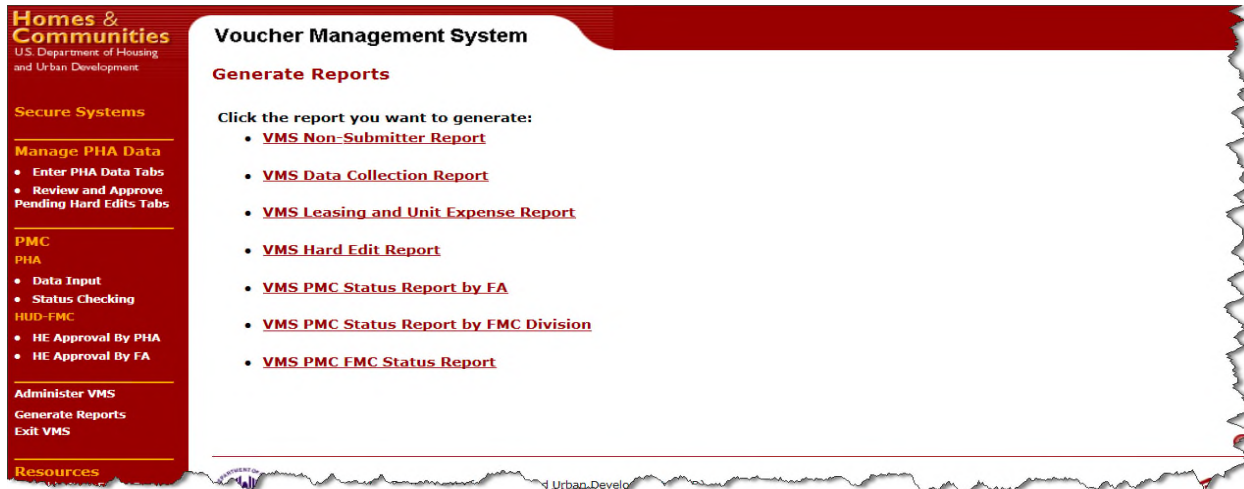 Homes &
Communities
U.S. Department of Housing
and Urban Development
Secure Systems
Manage PHA Data
• Enter PHA Data Tabs
• Review and Approve
Pending Hard Edits Tabs
PMC
PHA
• Data Input
• Status Checking
HUD-FMC
• HE Approval By PHA
• HE Approval By FA
Administer VMS
Generate Reports
Exit VMS
Resources
Voucher Management System
Generate Reports
Click the report you want to generate:
• VMS Non-Submitter Report
• VMS Data Collection Report
• VMS Leasing and Unit Expense Report
• VMS Hard Edit Report
• VMS PMC Status Report by FA
• VMS PMC Status Report by FMC Division
• VMS PMC FMC Status Report
Urban